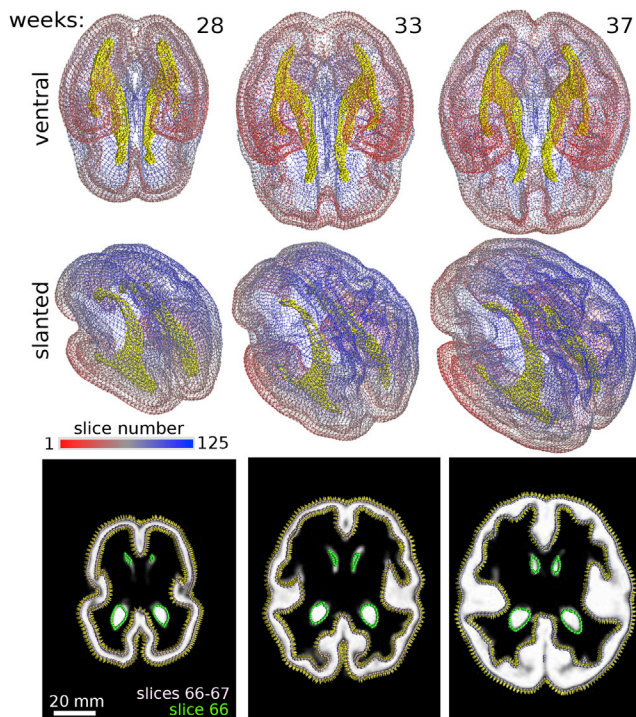 weeks: 28 33 37
ventral
slanted
slice number
1 125
slices 66-67
slice 66
20 mm